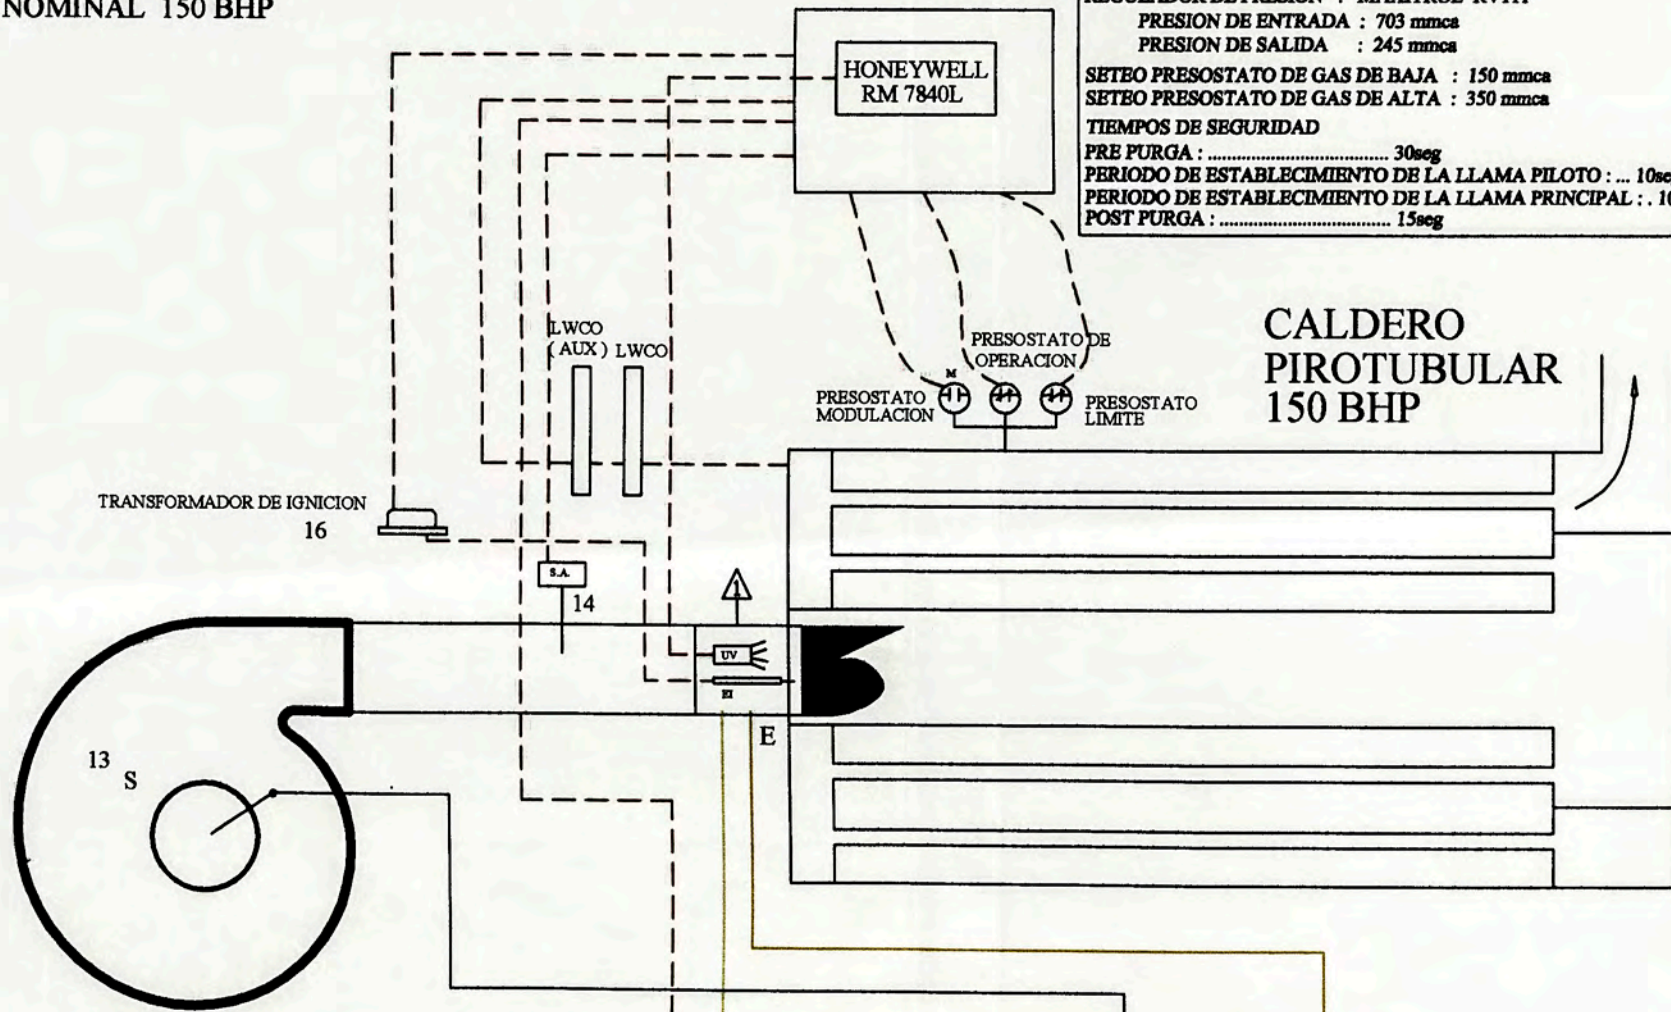 NOMINAL 150 BHP
PRESION DE ENTRADA : 703 mmca
PRESION DE SALIDA : 245 mmca
SETEO PRESOSTATO DE GAS DE BAJA : 150 mmca
SETEO PRESOSTATO DE GAS DE ALTA : 350 mmca
TIEMPOS DE SEGURIDAD
PRE PURGA : .................................. 30seg
PERIODO DE ESTABLECIMIENTO DE LA LLAMA PILOTO : ... 10se
PERIODO DE ESTABLECIMIENTO DE LA LLAMA PRINCIPAL : . 10
POST PURGA : .................................. 15seg
HONEYWELL
RM 7840L
CALDERO
PIROTUBULAR
150 BHP
LWCO
( AUX ) LWCO
PRESOSTATO DE
OPERACION
M
PRESOSTATO
MODULACION
PRESOSTATO
LIMITE
TRANSFORMADOR DE IGNICION
16
S.A.
14
1
UV
EI
E
13
S